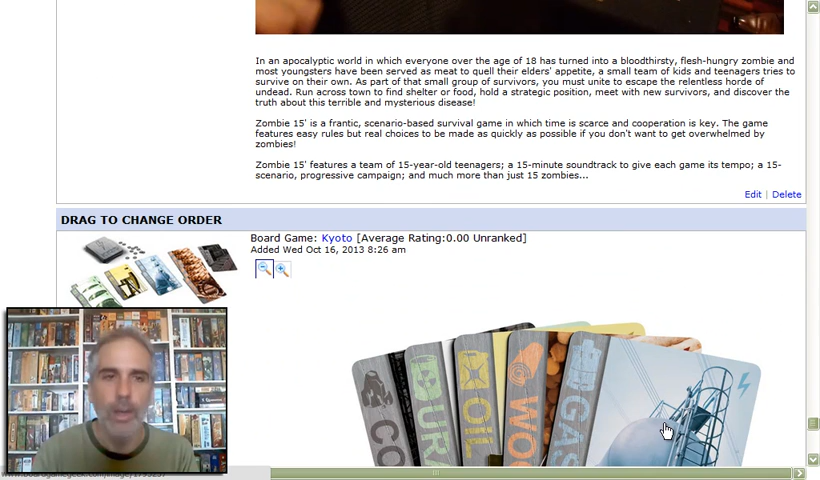 In an apocalyptic world in which everyone over the age of 18 has turned into a bloodthirsty, flesh-hungry zombie and
most youngsters have been served as meat to quell their elders' appetite, a small team of kids and teenagers tries to
survive on their own. As part of that small group of survivors, you must unite to escape the relentless horde of
undead. Run across town to find shelter or food, hold a strategic position, meet with new survivors, and discover the
truth about this terrible and mysterious disease!
Zombie 15' is a frantic, scenario-based survival game in which time is scarce and cooperation is key. The game
features easy rules but real choices to be made as quickly as possible if you don't want to get overwhelmed by
zombies!
Zombie 15' features a team of 15-year-old teenagers; a 15-minute soundtrack to give each game its tempo; a 15-
scenario, progressive campaign; and much more than just 15 zombies...
Edit | Delete
DRAG TO CHANGE ORDER
Board Game: Kyoto [Average Rating:0.00 Unranked]
Added Wed Oct 16, 2013 8:26 am
CO
URA
OIL
WOO
GAS